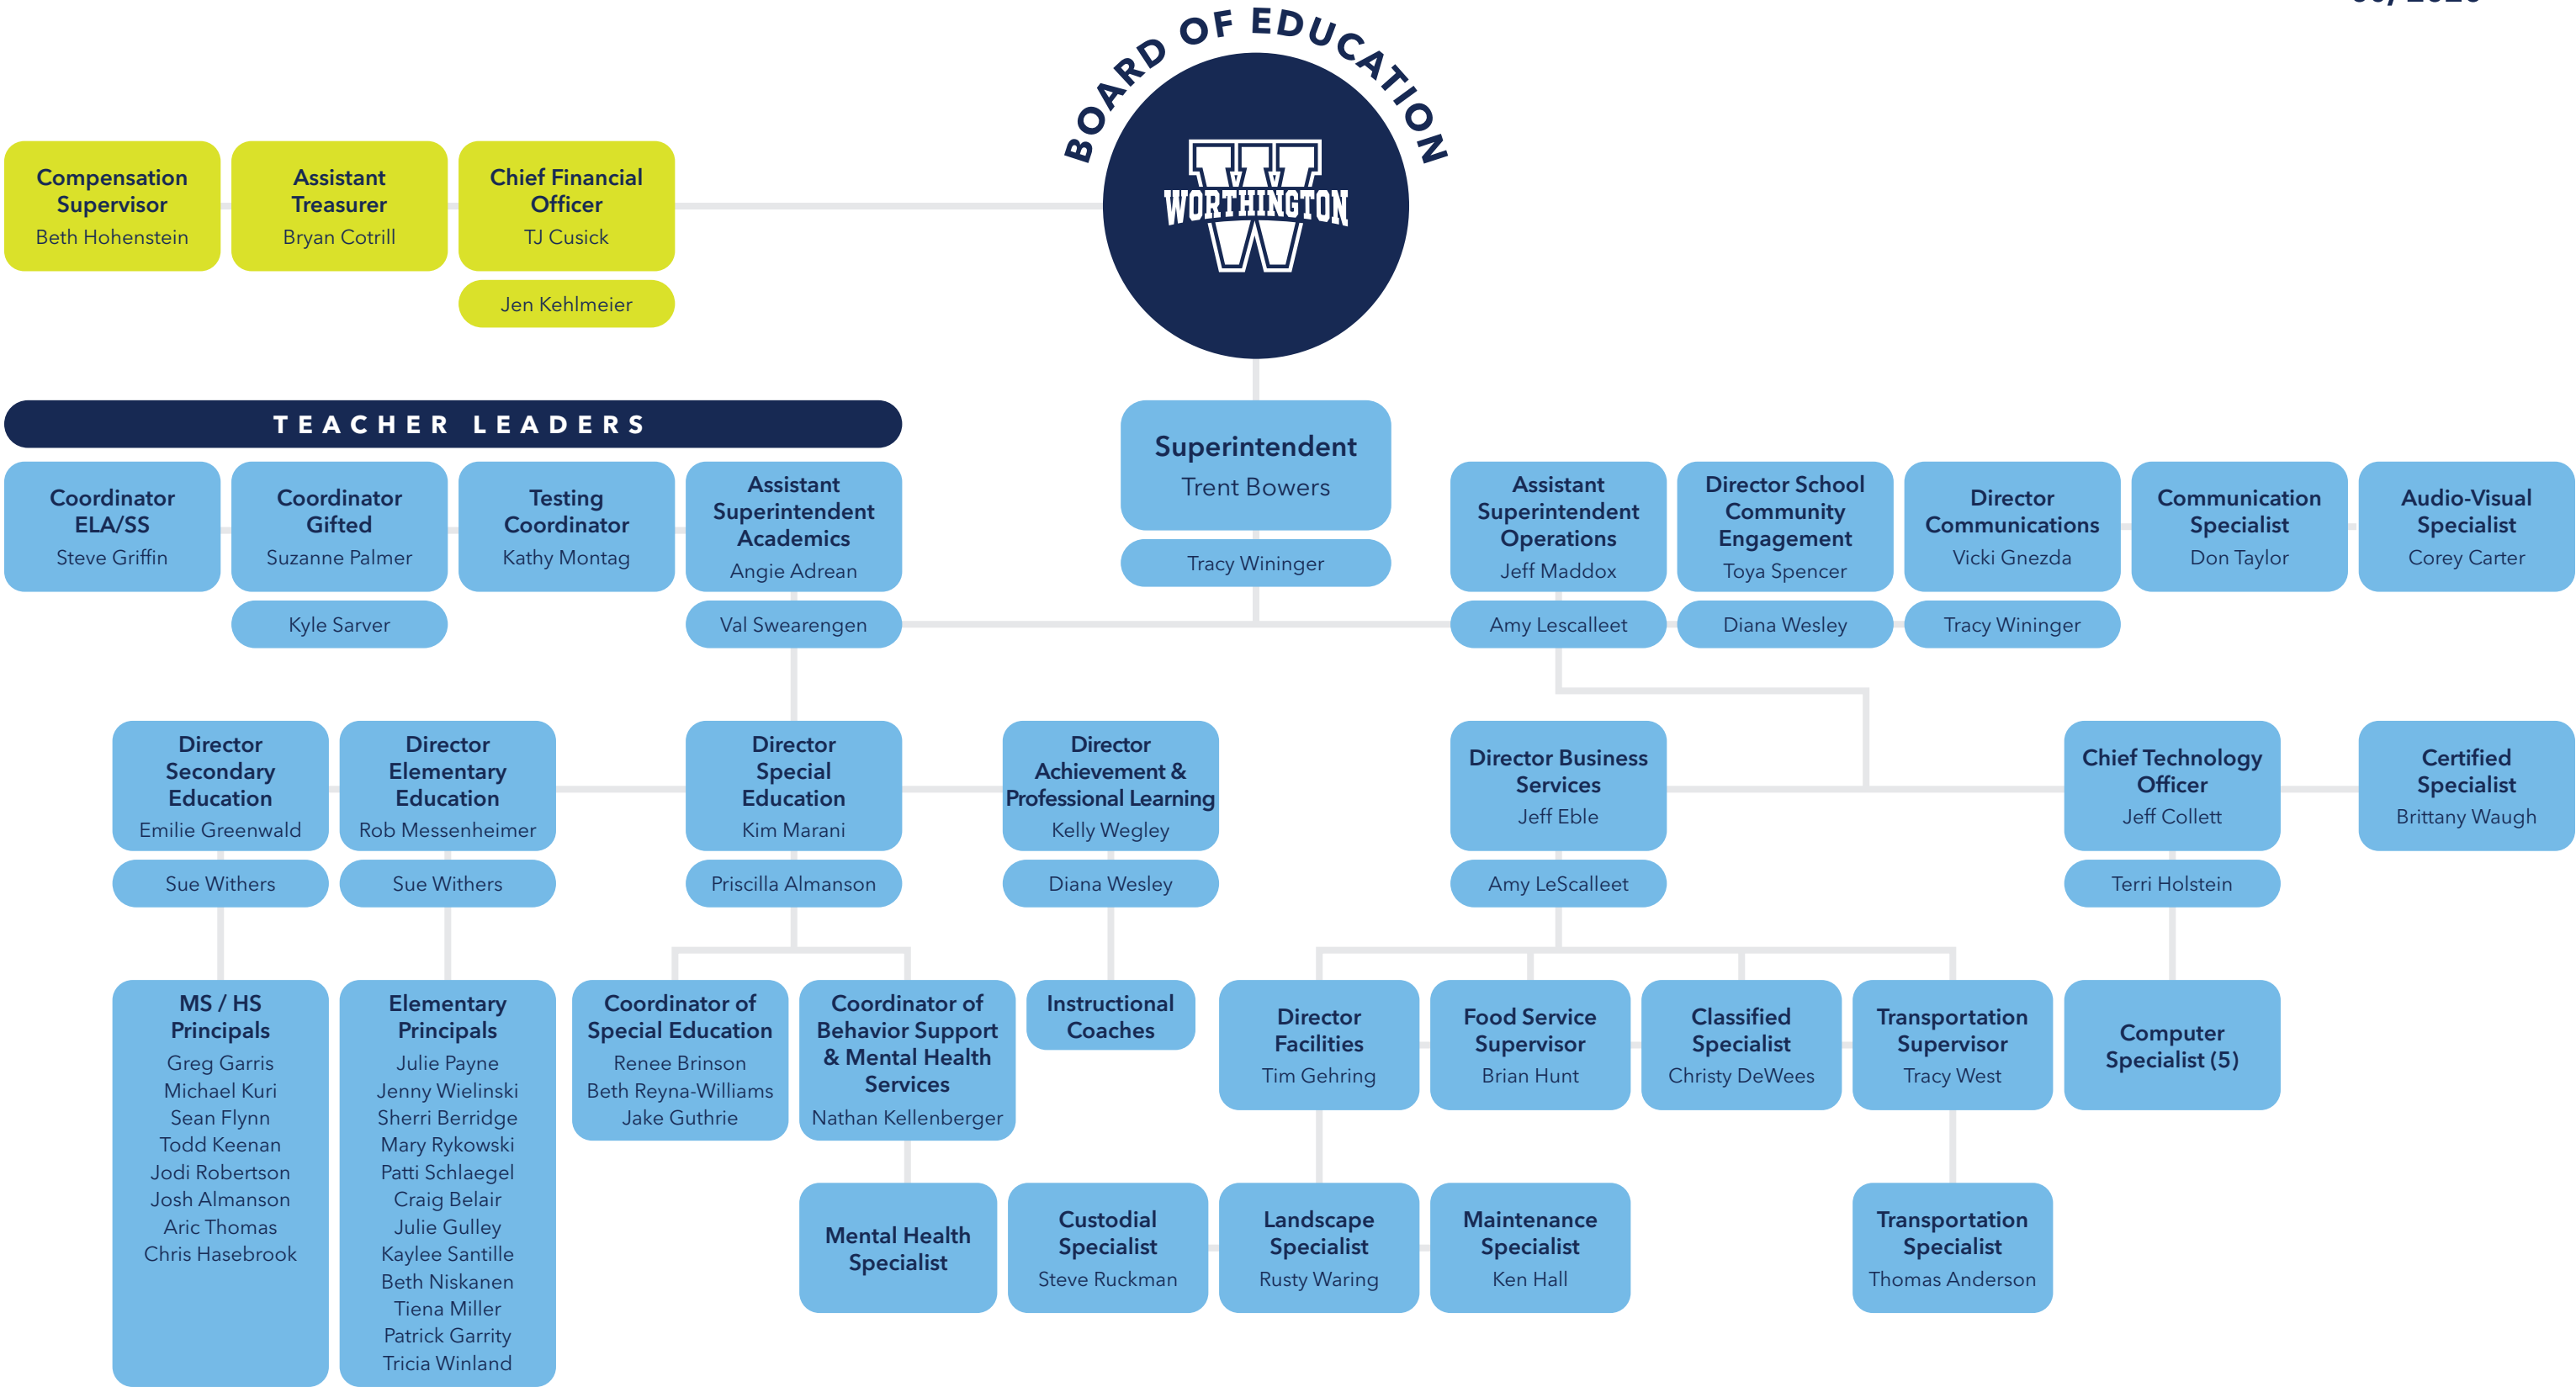 BOARD OF EDUCATION
WORTHINGTON
Compensation
Supervisor
Beth Hohenstein
Assistant
Treasurer
Bryan Cotrill
Chief Financial
Officer
TJ Cusick
Jen Kehlmeier
TEACHER LEADERS
Superintendent
Trent Bowers
Tracy Wininger
Coordinator
ELA/SS
Steve Griffin
Coordinator
Gifted
Suzanne Palmer
Kyle Sarver
Testing
Coordinator
Kathy Montag
Assistant
Superintendent
Academics
Angie Adrean
Val Swearengen
Assistant
Superintendent
Operations
Jeff Maddox
Amy Lescalleet
Director School
Community
Engagement
Toya Spencer
Diana Wesley
Director
Communications
Vicki Gnezda
Tracy Wininger
Communication
Specialist
Don Taylor
Audio-Visual
Specialist
Corey Carter
Director
Secondary
Education
Emilie Greenwald
Sue Withers
Director
Elementary
Education
Rob Messenheimer
Sue Withers
Director
Special
Education
Kim Marani
Priscilla Almanson
Director
Achievement &
Professional Learning
Kelly Wegley
Diana Wesley
Director Business
Services
Jeff Eble
Amy LeScalleet
Chief Technology
Officer
Jeff Collett
Terri Holstein
Certified
Specialist
Brittany Waugh
MS / HS
Principals
Greg Garris
Michael Kuri
Sean Flynn
Todd Keenan
Jodi Robertson
Josh Almanson
Aric Thomas
Chris Hasebrook
Elementary
Principals
Julie Payne
Jenny Wielinski
Sherri Berridge
Mary Rykowski
Patti Schlaegel
Craig Belair
Julie Gulley
Kaylee Santille
Beth Niskanen
Tiena Miller
Patrick Garrity
Tricia Winland
Coordinator of
Special Education
Renee Brinson
Beth Reyna-Williams
Jake Guthrie
Coordinator of
Behavior Support
& Mental Health
Services
Nathan Kellenberger
Instructional
Coaches
Director
Facilities
Tim Gehring
Food Service
Supervisor
Brian Hunt
Classified
Specialist
Christy DeWees
Transportation
Supervisor
Tracy West
Computer
Specialist (5)
Mental Health
Specialist
Custodial
Specialist
Steve Ruckman
Landscape
Specialist
Rusty Waring
Maintenance
Specialist
Ken Hall
Transportation
Specialist
Thomas Anderson